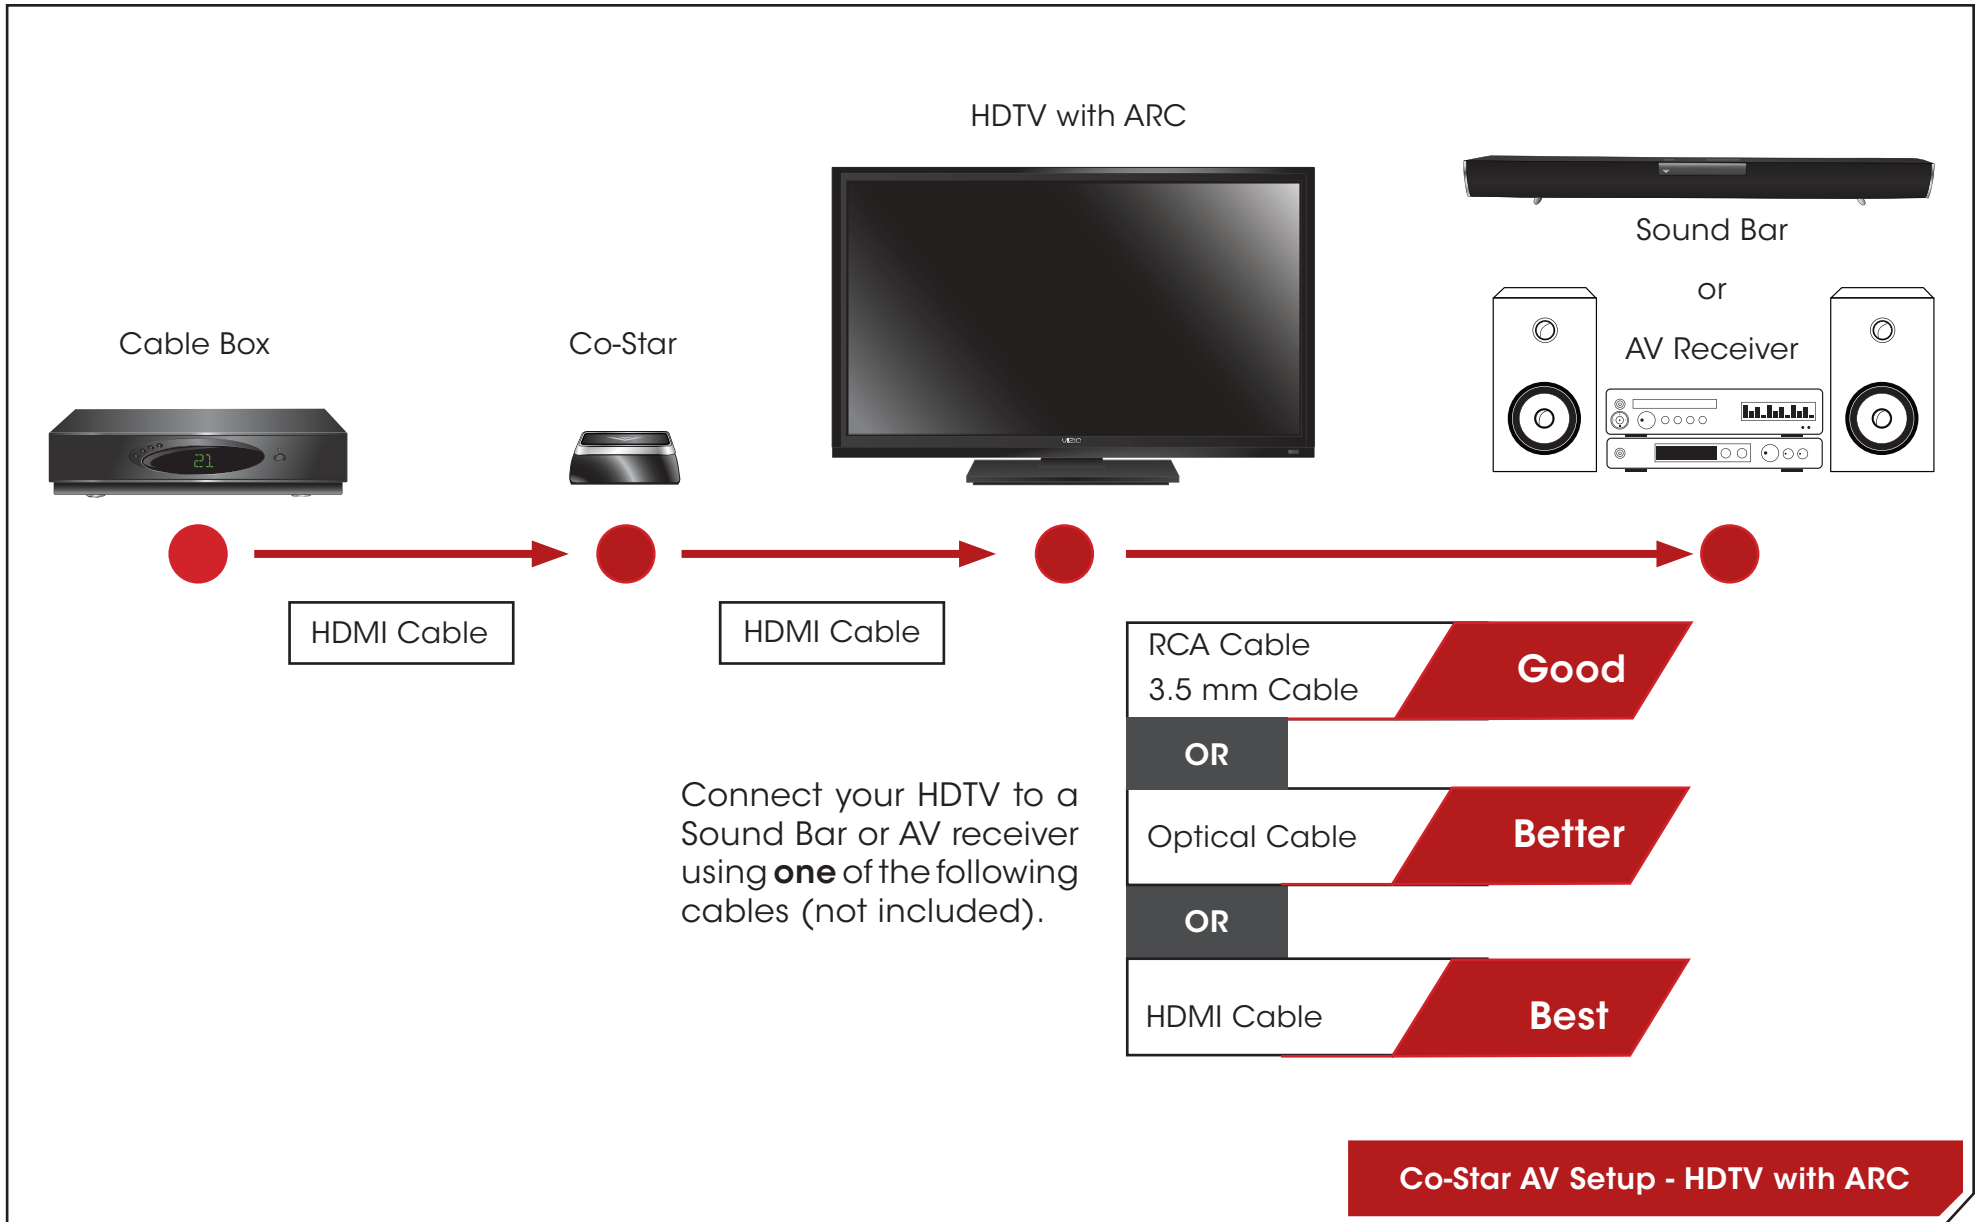 HDTV with ARC
Sound Bar
or
AV Receiver
Cable Box
Co-Star
21
VIZIO
HDMI Cable
HDMI Cable
RCA Cable
3.5 mm Cable
Good
OR
Connect your HDTV to a
Sound Bar or AV receiver
using one of the following
cables (not included).
Optical Cable
Better
OR
HDMI Cable
Best
Co-Star AV Setup - HDTV with ARC